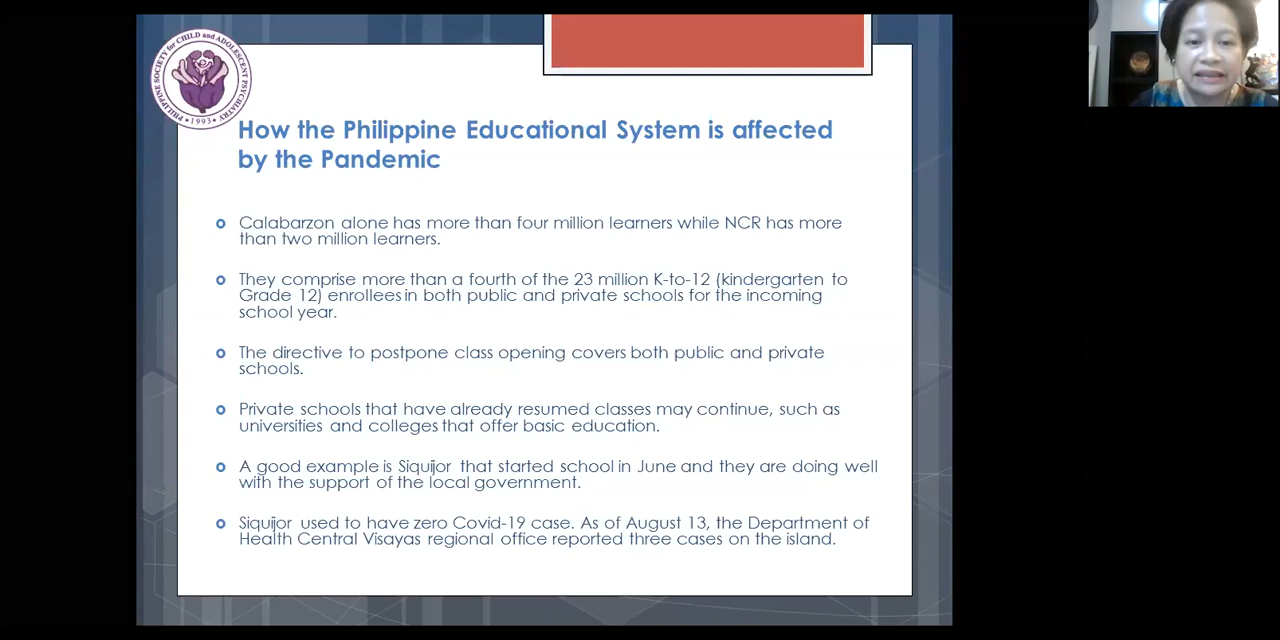 PHILIPPINE SOCIETY for CHILD and ADOLESCENT PSYCHIATRY
• 1993 •
How the Philippine Educational System is affected
by the Pandemic
Calabarzon alone has more than four million learners while NCR has more
than two million learners.
They comprise more than a fourth of the 23 million K-to-12 (kindergarten to
Grade 12) enrollees in both public and private schools for the incoming
school year.
The directive to postpone class opening covers both public and private
schools.
Private schools that have already resumed classes may continue, such as
universities and colleges that offer basic education.
A good example is Siquijor that started school in June and they are doing well
with the support of the local government.
Siquijor used to have zero Covid-19 case. As of August 13, the Department of
Health Central Visayas regional office reported three cases on the island.